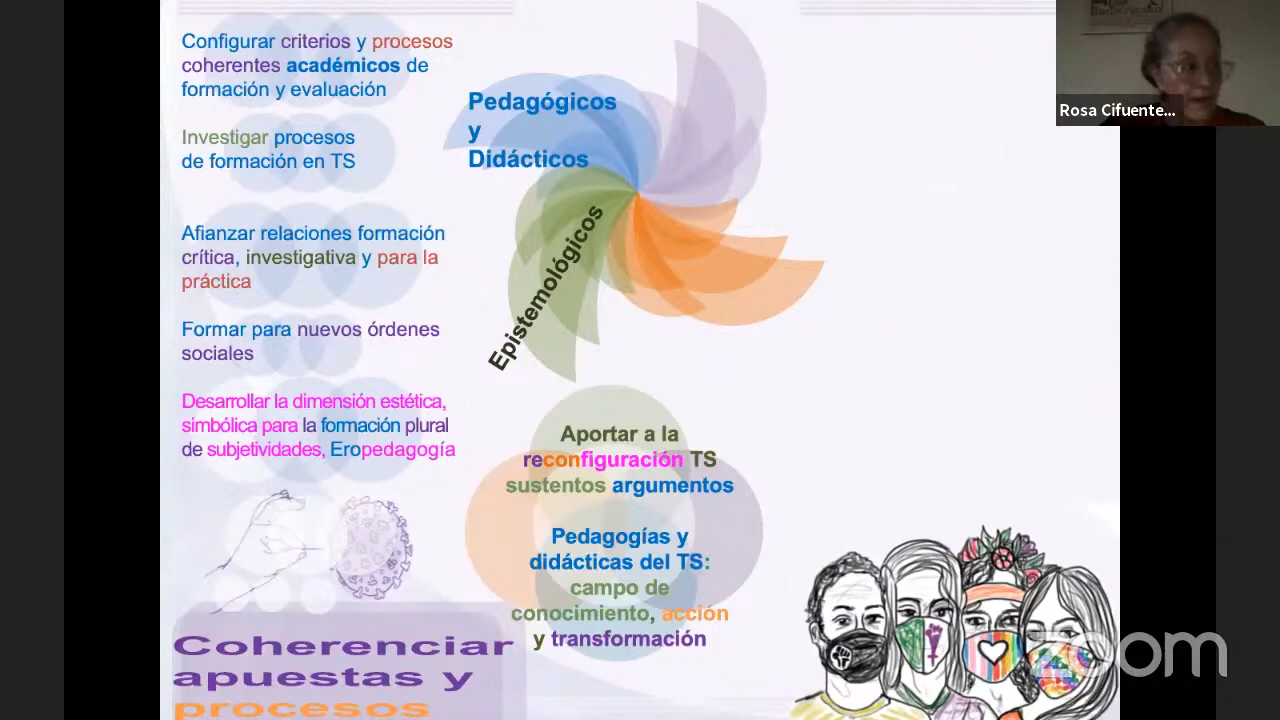 Configurar criterios y procesos
coherentes académicos de
formación y evaluación
Investigar procesos
de formación en TS
Afianzar relaciones formación
crítica, investigativa y para la
práctica
Formar para nuevos órdenes
sociales
Desarrollar la dimensión estética,
simbólica para la formación plural
de subjetividades, Eropedagogía
Pedagógicos
y
Didácticos
Epistemológicos
Aportar a la
reconfiguración TS
sustentos argumentos
Pedagogías y
didácticas del TS:
campo de
conocimiento, acción
y transformación
Coherenciar
apuestas y
procesos
Rosa Cifuente...
zoom